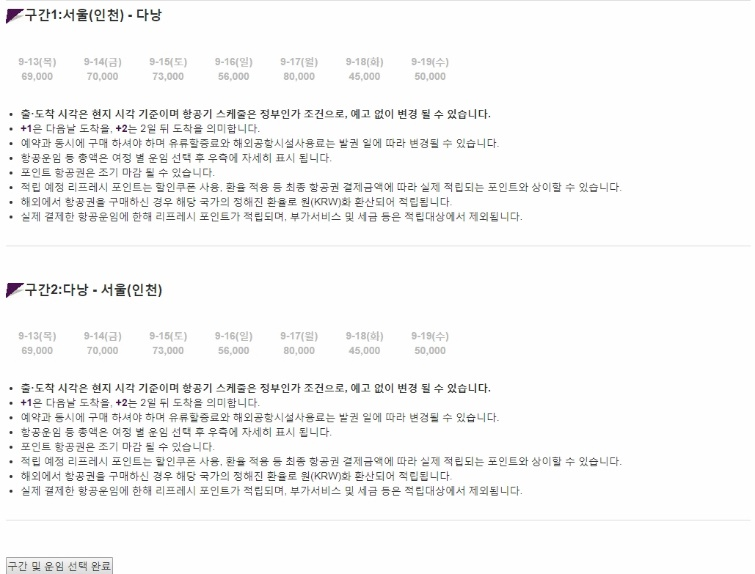 구간1:서울(인천) - 다낭
9-13(목) 9-14(금) 9-15(토) 9-16(일) 9-17(월) 9-18(화) 9-19(수)
69,000 70,000 73,000 56,000 80,000 45,000 50,000
• 출·도착 시각은 현지 시각 기준이며 항공기 스케줄은 정부인가 조건으로, 예고 없이 변경 될 수 있습니다.
• +1은 다음날 도착을, +2는 2일 뒤 도착을 의미합니다.
• 예약과 동시에 구매 하셔야 하며 유류할증료와 해외공항시설사용료는 발권 일에 따라 변경될 수 있습니다.
• 항공운임 등 총액은 여정 별 운임 선택 후 우측에 자세히 표시 됩니다.
• 포인트 항공권은 조기 마감 될 수 있습니다.
• 적립 예정 리프레시 포인트는 할인쿠폰 사용, 환율 적용 등 최종 항공권 결제금액에 따라 실제 적립되는 포인트와 상이할 수 있습니다.
• 해외에서 항공권을 구매하신 경우 해당 국가의 정해진 환율로 원(KRW)화 환산되어 적립됩니다.
• 실제 결제한 항공운임에 한해 리프레시 포인트가 적립되며, 부가서비스 및 세금 등은 적립대상에서 제외됩니다.
구간2:다낭 - 서울(인천)
9-13(목) 9-14(금) 9-15(토) 9-16(일) 9-17(월) 9-18(화) 9-19(수)
69,000 70,000 73,000 56,000 80,000 45,000 50,000
• 출·도착 시각은 현지 시각 기준이며 항공기 스케줄은 정부인가 조건으로, 예고 없이 변경 될 수 있습니다.
• +1은 다음날 도착을, +2는 2일 뒤 도착을 의미합니다.
• 예약과 동시에 구매 하셔야 하며 유류할증료와 해외공항시설사용료는 발권 일에 따라 변경될 수 있습니다.
• 항공운임 등 총액은 여정 별 운임 선택 후 우측에 자세히 표시 됩니다.
• 포인트 항공권은 조기 마감 될 수 있습니다.
• 적립 예정 리프레시 포인트는 할인쿠폰 사용, 환율 적용 등 최종 항공권 결제금액에 따라 실제 적립되는 포인트와 상이할 수 있습니다.
• 해외에서 항공권을 구매하신 경우 해당 국가의 정해진 환율로 원(KRW)화 환산되어 적립됩니다.
• 실제 결제한 항공운임에 한해 리프레시 포인트가 적립되며, 부가서비스 및 세금 등은 적립대상에서 제외됩니다.
구간 및 운임 선택 완료